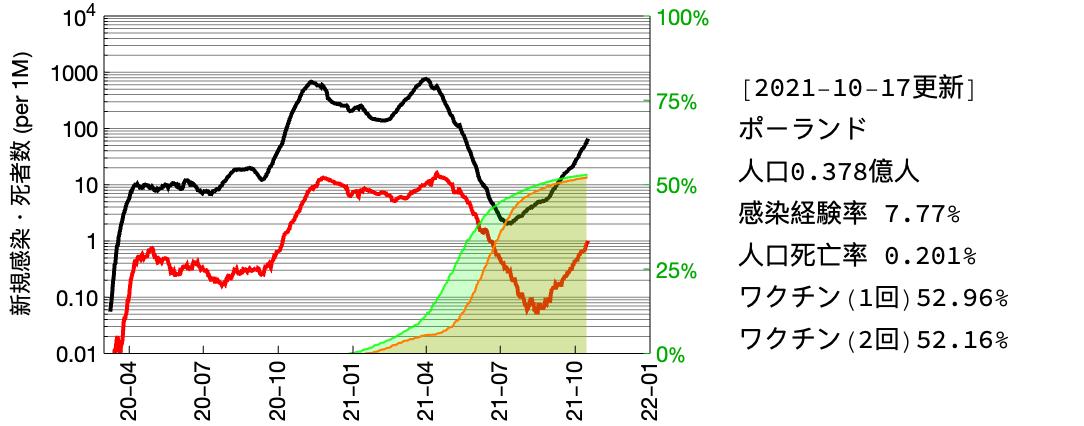 新規感染・死者数 (per 1M)
10^4
1000
100
10
1
0.10
0.01
100%
75%
50%
25%
0%
20-04
20-07
20-10
21-01
21-04
21-07
21-10
22-01
[2021-10-17更新]
ポーランド
人口0.378億人
感染経験率 7.77%
人口死亡率 0.201%
ワクチン(1回)52.96%
ワクチン(2回)52.16%